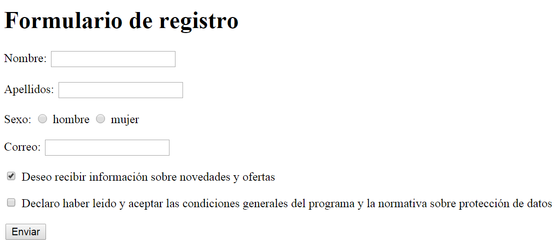 Formulario de registro
Nombre:
Apellidos:
Sexo: hombre mujer
Correo:
Deseo recibir información sobre novedades y ofertas
Declaro haber leido y aceptar las condiciones generales del programa y la normativa sobre protección de datos
Enviar